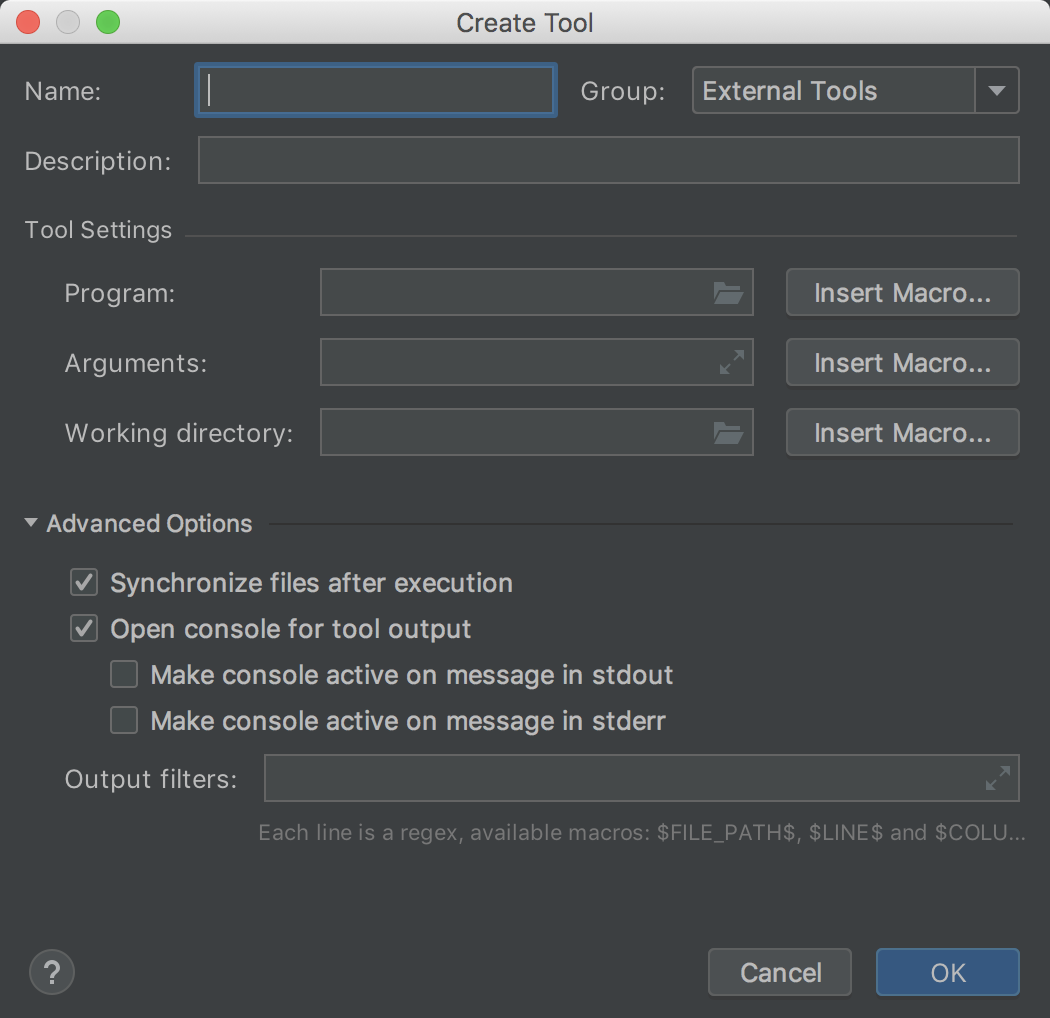 Create Tool
Name: Group: External Tools
Description:
Tool Settings
Program: Insert Macro...
Arguments: Insert Macro...
Working directory: Insert Macro...
Advanced Options
Synchronize files after execution
Open console for tool output
Make console active on message in stdout
Make console active on message in stderr
Output filters:
Each line is a regex, available macros: $FILE_PATH$, $LINE$ and $COLU...
? Cancel OK